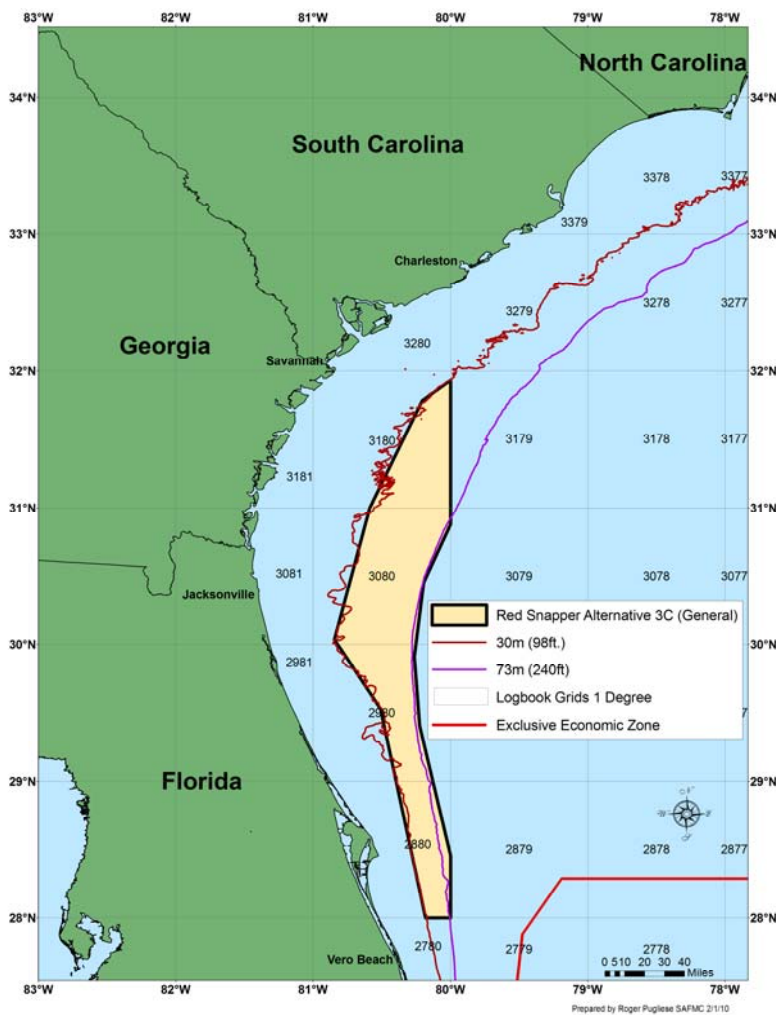 83°W 82°W 81°W 80°W 79°W 78°W
North Carolina
34°N 34°N
South Carolina
3378 3377
3379
33°N 33°N
Charleston
3279 3278 3277
Georgia 3280
Savannah
32°N 32°N
3180 3179 3178 3177
3181
31°N 31°N
3081 3080 3079 3078 3077
Jacksonville
Red Snapper Alternative 3C (General)
30°N 30°N
30m (98ft.)
2981
73m (240ft)
Logbook Grids 1 Degree
2980 7
Exclusive Economic Zone
29°N 29°N
Florida
2880 2879 2878 2877
28°N 28°N
2780 2779 2778
Vero Beach
0 5 10 20 30 40
Miles
83°W 82°W 81°W 80°W 79°W 78°W
Prepared by Roger Pugliese SAFMC 2/1/10